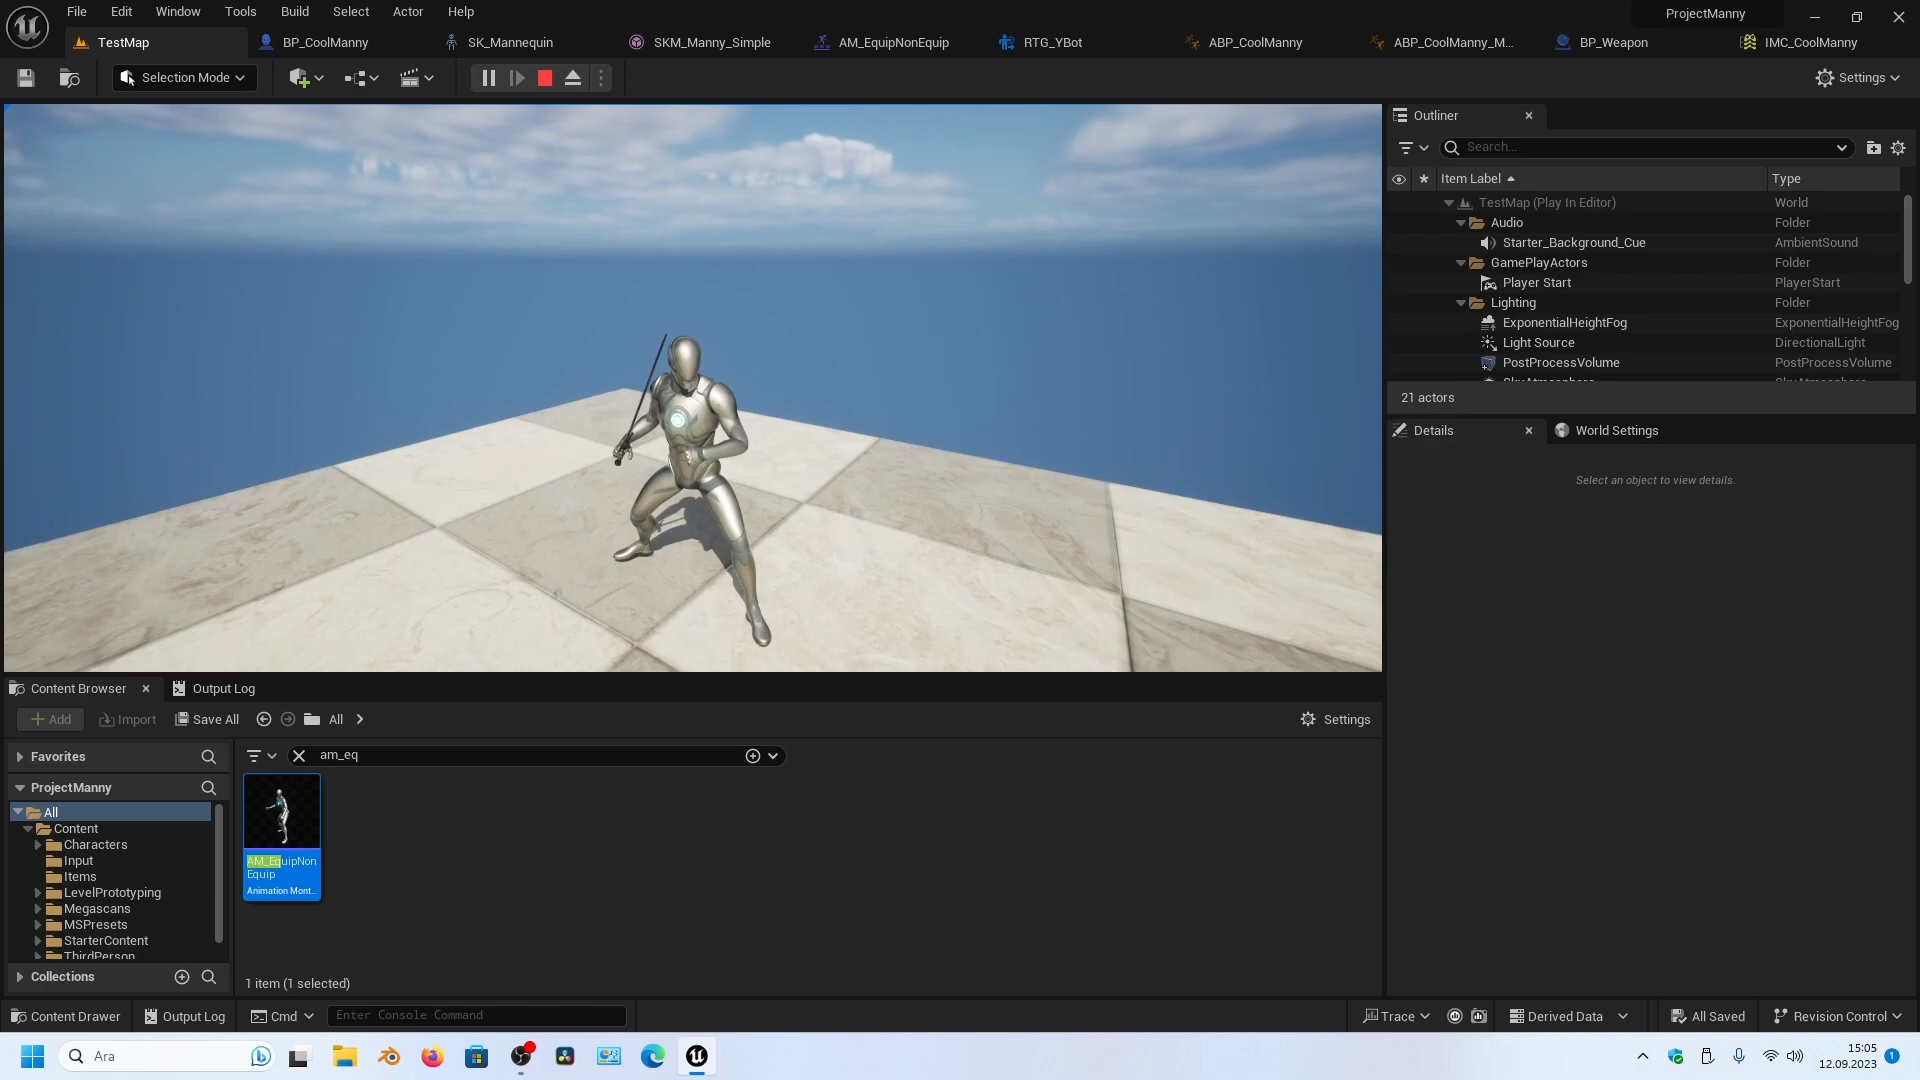 File Edit Window Tools Build Select Actor Help
ProjectManny
TestMap BP_CoolManny SK_Mannequin SKM_Manny_Simple AM_EquipNonEquip RTG_YBot ABP_CoolManny ABP_CoolManny_M... BP_Weapon IMC_CoolManny
Selection Mode
Settings
Outliner
Search...
Item Label Type
TestMap (Play In Editor) World
Audio Folder
Starter_Background_Cue AmbientSound
GamePlayActors Folder
Player Start PlayerStart
Lighting Folder
ExponentialHeightFog ExponentialHeightFog
Light Source DirectionalLight
PostProcessVolume PostProcessVolume
SkyAtmosphere SkyAtmosphere
21 actors
Details World Settings
Select an object to view details.
Content Browser Output Log
Add Import Save All All
Settings
Favorites
am_eq
ProjectManny
All
Content
Characters
Input
Items
LevelPrototyping
Megascans
MSPresets
StarterContent
ThirdPerson
Collections
AM_EquipNon
Equip
Animation Mont...
1 item (1 selected)
Content Drawer Output Log Cmd Enter Console Command
Trace Derived Data All Saved Revision Control
Ara
15:05
12.09.2023
1